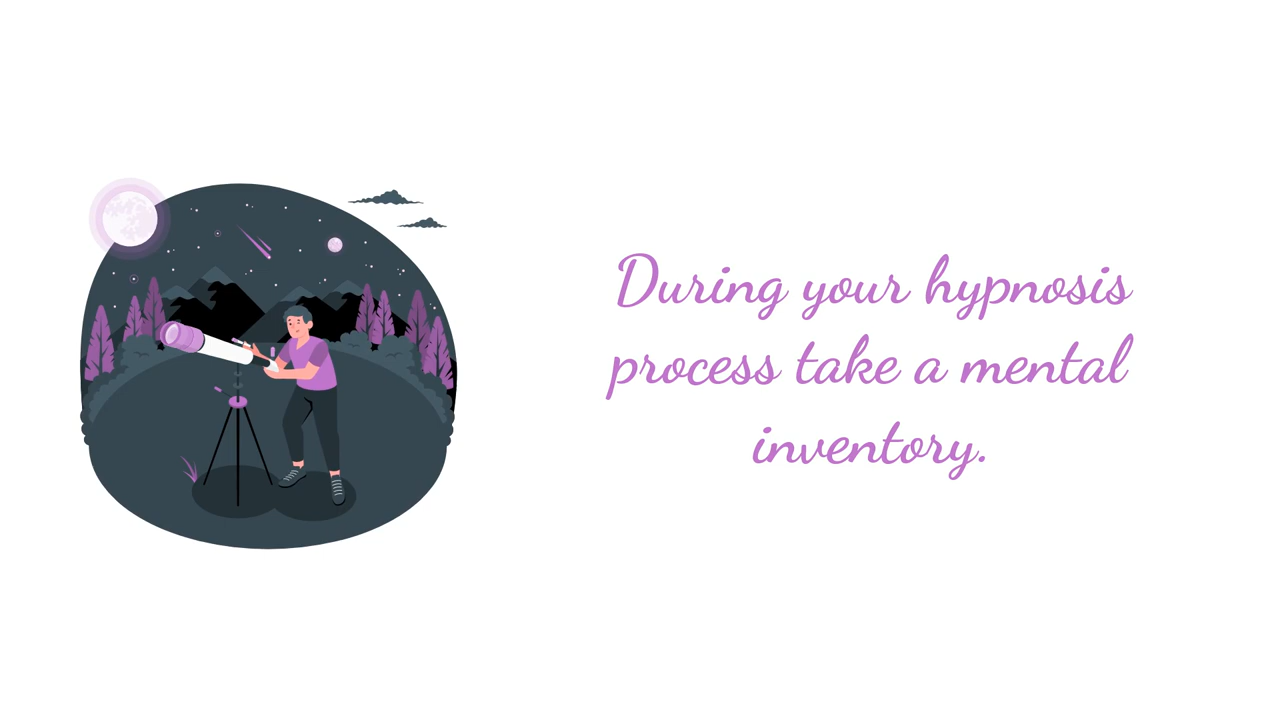 During your hypnosis
process take a mental
inventory.